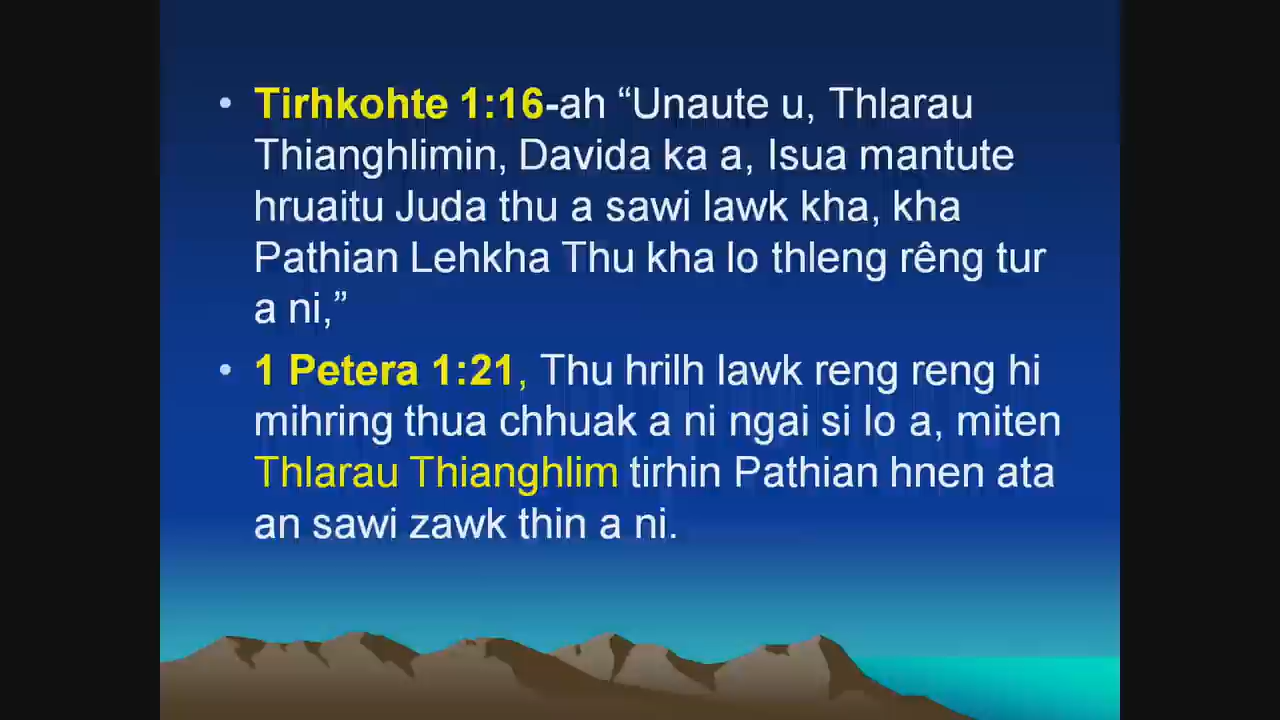 • Tirhkohte 1:16-ah “Unaute u, Thlarau
Thianghlimin, Davida ka a, Isua mantute
hruaitu Juda thu a sawi lawk kha, kha
Pathian Lehkha Thu kha lo thleng rêng tur
a ni,”
• 1 Petera 1:21, Thu hrilh lawk reng reng hi
mihring thua chhuak a ni ngai si lo a, miten
Thlarau Thianghlim tirhin Pathian hnen ata
an sawi zawk thin a ni.